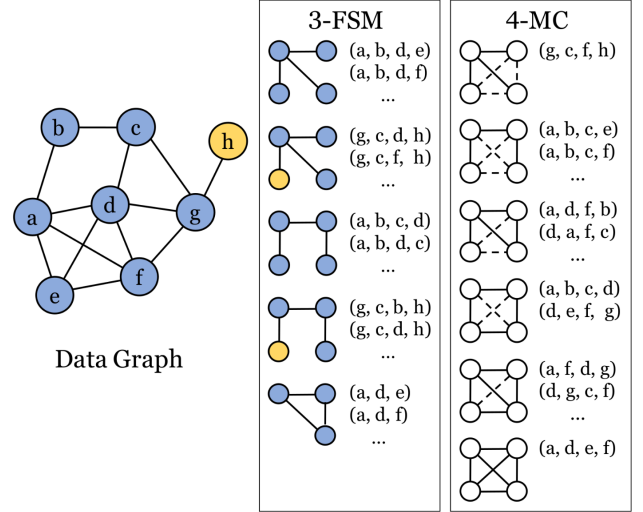 b
c
h
a
d
g
f
e
Data Graph
3-FSM
(a, b, d, e)
(a, b, d, f)
...
(g, c, d, h)
(g, c, f, h)
...
(a, b, c, d)
(a, b, d, c)
...
(g, c, b, h)
(g, c, d, h)
...
(a, d, e)
(a, d, f)
...
4-MC
(g, c, f, h)
(a, b, c, e)
(a, b, c, f)
...
(a, d, f, b)
(d, a, f, c)
...
(a, b, c, d)
(d, e, f, g)
(a, f, d, g)
(d, g, c, f)
...
(a, d, e, f)